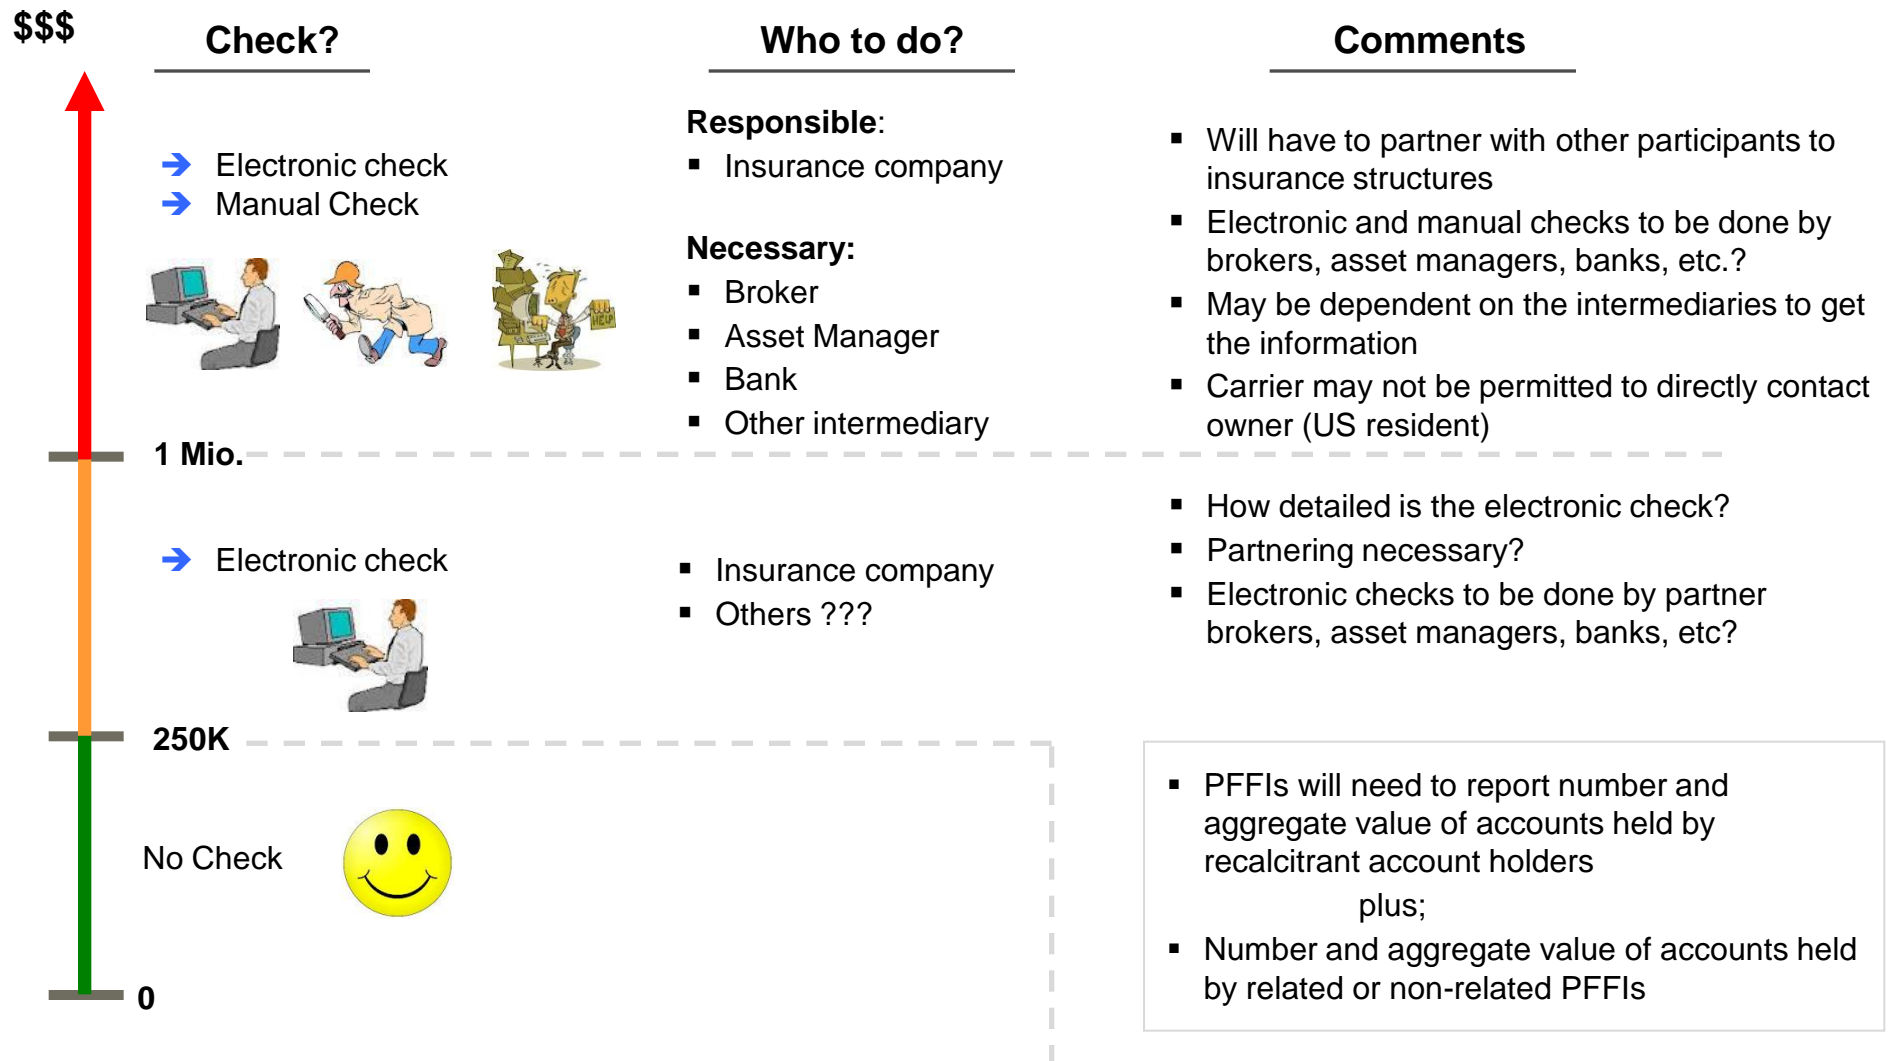 $$$
Check?
Who to do?
Comments
→ Electronic check
→ Manual Check
Responsible:
▪ Insurance company
Necessary:
▪ Broker
▪ Asset Manager
▪ Bank
▪ Other intermediary
▪ Will have to partner with other participants to
insurance structures
▪ Electronic and manual checks to be done by
brokers, asset managers, banks, etc.?
▪ May be dependent on the intermediaries to get
the information
▪ Carrier may not be permitted to directly contact
owner (US resident)
HELP
1 Mio.
→ Electronic check
▪ Insurance company
▪ Others ???
▪ How detailed is the electronic check?
▪ Partnering necessary?
▪ Electronic checks to be done by partner
brokers, asset managers, banks, etc?
250K
No Check
▪ PFFIs will need to report number and
aggregate value of accounts held by
recalcitrant account holders
plus;
▪ Number and aggregate value of accounts held
by related or non-related PFFIs
0